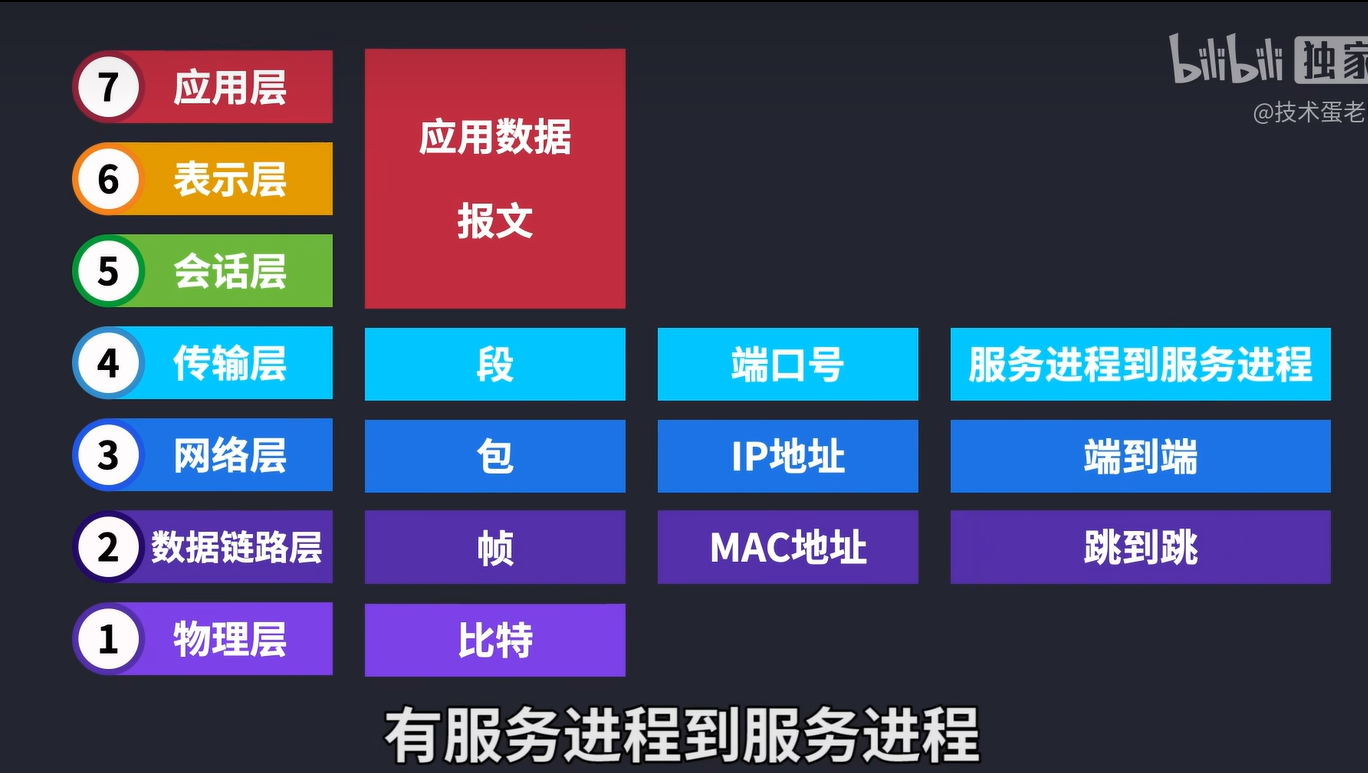 bilibili 独家
@技术蛋老
7 应用层
应用数据
报文
6 表示层
5 会话层
4 传输层 段 端口号 服务进程到服务进程
3 网络层 包 IP地址 端到端
2 数据链路层 帧 MAC地址 跳到跳
1 物理层 比特
有服务进程到服务进程